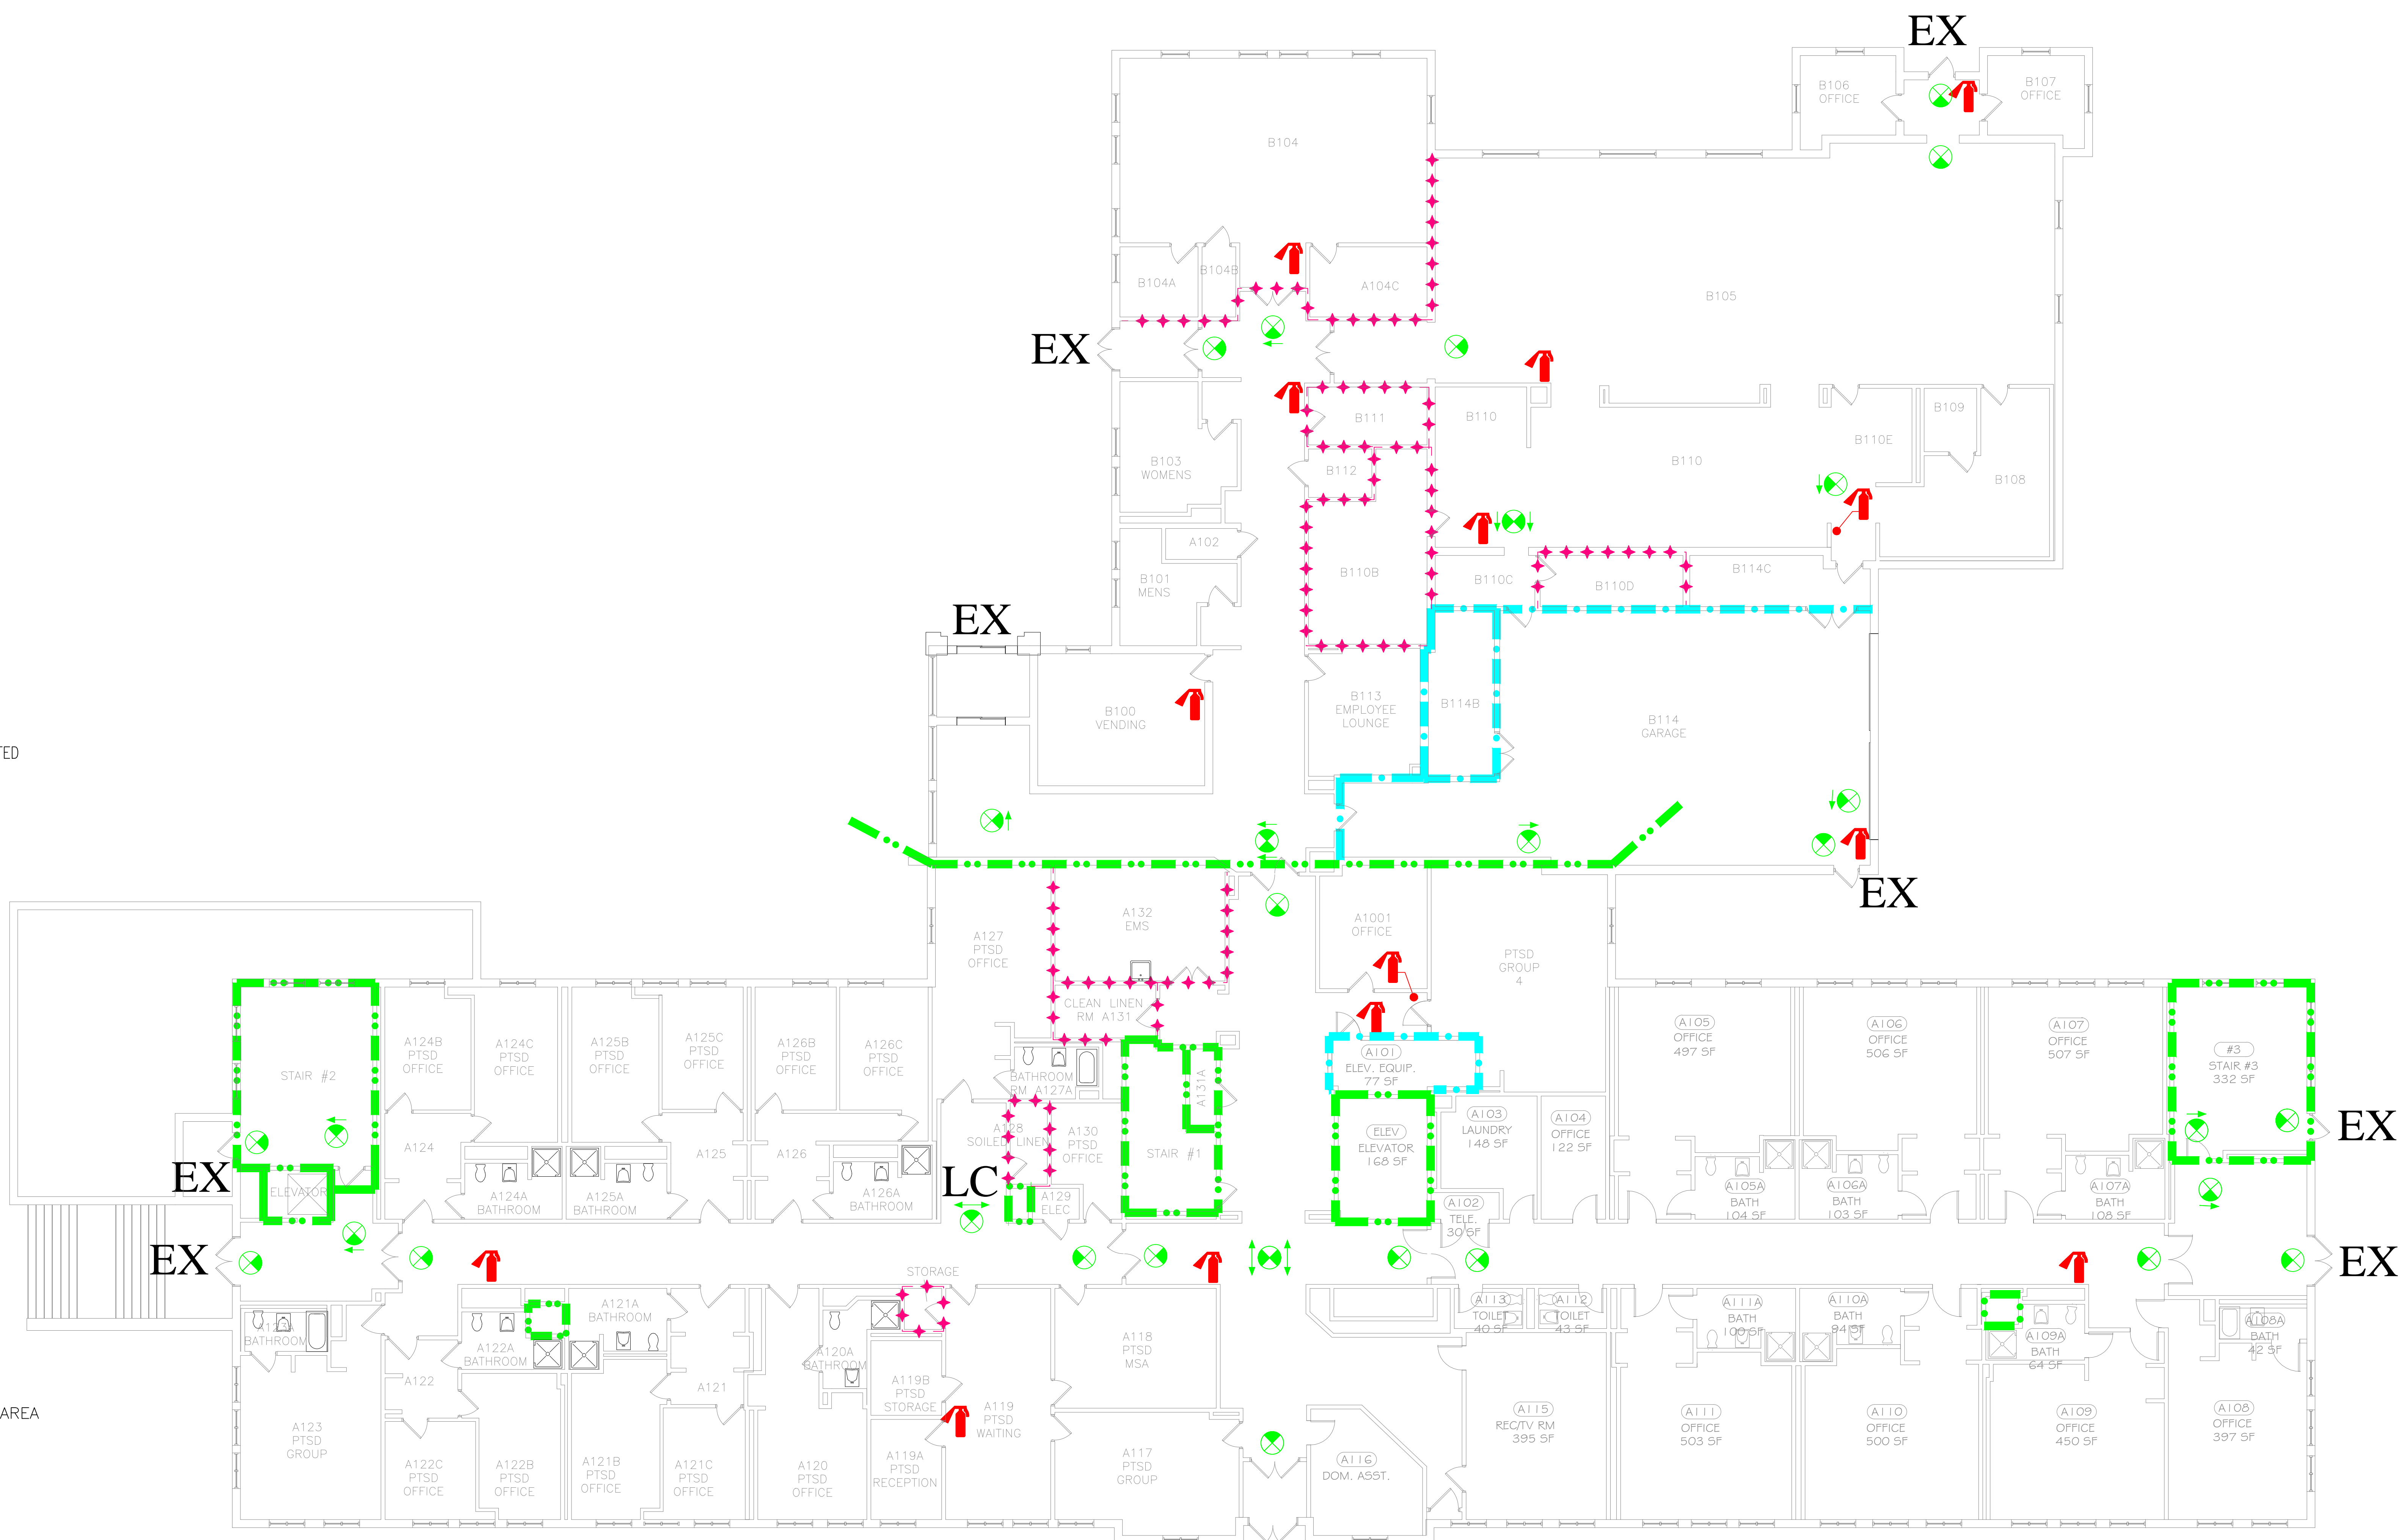 EX
B106
OFFICE
B107
OFFICE
B104
B104A
B104B
A104C
B105
EX
B111
B110
B109
B110E
B110
B108
B103
WOMENS
B112
A102
B101
MENS
B110B
B110C
B110D
B114C
EX
B100
VENDING
B113
EMPLOYEE
LOUNGE
B114B
B114
GARAGE
TED
EX
A132
EMS
A1001
OFFICE
A127
PTSD
OFFICE
PTSD
GROUP
4
CLEAN LINEN
RM A131
A124B
PTSD
OFFICE
A124C
PTSD
OFFICE
A125B
PTSD
OFFICE
A125C
PTSD
OFFICE
A126B
PTSD
OFFICE
A126C
PTSD
OFFICE
STAIR #2
BATHROOM
RM A127A
A131A
A101
ELEV. EQUIP.
77 SF
A105
OFFICE
497 SF
A106
OFFICE
506 SF
A107
OFFICE
507 SF
#3
STAIR #3
332 SF
A124
A125
A126
A128
SOILED LINEN
A130
PTSD
OFFICE
STAIR #1
ELEV
ELEVATOR
168 SF
A103
LAUNDRY
148 SF
A104
OFFICE
122 SF
EX
EX
ELEVATOR
A124A
BATHROOM
A125A
BATHROOM
A126A
BATHROOM
LC
A129
ELEC
A102
TELE.
30 SF
A105A
BATH
104 SF
A106A
BATH
103 SF
A107A
BATH
108 SF
EX
EX
STORAGE
A123A
BATHROOM
A122A
BATHROOM
A121A
BATHROOM
A120A
BATHROOM
A113
TOILET
40 SF
A112
TOILET
43 SF
A111A
BATH
100 SF
A110A
BATH
94 SF
A109A
BATH
64 SF
A108A
BATH
42 SF
A118
PTSD
MSA
A122
A121
A119B
PTSD
STORAGE
A119
PTSD
WAITING
AREA
A123
PTSD
GROUP
A122C
PTSD
OFFICE
A122B
PTSD
OFFICE
A121B
PTSD
OFFICE
A121C
PTSD
OFFICE
A120
PTSD
OFFICE
A119A
PTSD
RECEPTION
A117
PTSD
GROUP
A116
DOM. ASST.
A115
REC/TV RM
395 SF
A111
OFFICE
503 SF
A110
OFFICE
500 SF
A109
OFFICE
450 SF
A108
OFFICE
397 SF